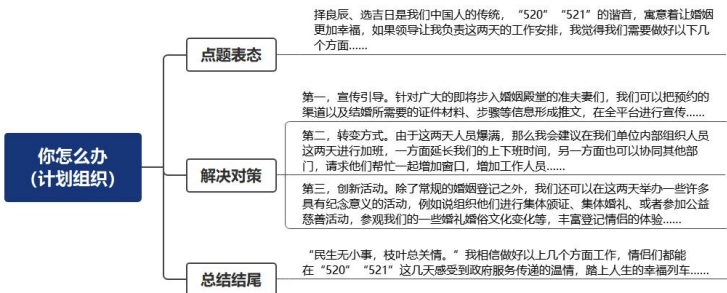 择良辰、选吉日是我们中国人的传统，“520”“521”的谐音，寓意着让婚姻
更加幸福，如果领导让我负责这两天的工作安排，我觉得我们需要做好以下几
个方面......
点题表态
第一，宣传引导。针对广大的即将步入婚姻殿堂的准夫妻们，我们可以把预约的
渠道以及结婚所需要的证件材料、步骤等信息形成推文，在全平台进行宣传......
第二，转变方式。由于这两天人员爆满，那么我会建议在我们单位内部组织人员
这两天进行加班，一方面延长我们的上下班时间，另一方面也可以协同其他部
门，请求他们帮忙一起增加窗口，增加工作人员......
你怎么办
（计划组织）
解决对策
第三，创新活动。除了常规的婚姻登记之外，我们还可以在这两天举办一些许多
具有纪念意义的活动，例如说组织他们进行集体颁证、集体婚礼、或者参加公益
慈善活动，参观我们的一些婚礼婚俗文化变化等，丰富登记情侣的体验......
“民生无小事，枝叶总关情。”我相信做好以上几个方面工作，情侣们都能
在“520”“521”这几天感受到政府服务传递的温情，踏上人生的幸福列车......
总结结尾